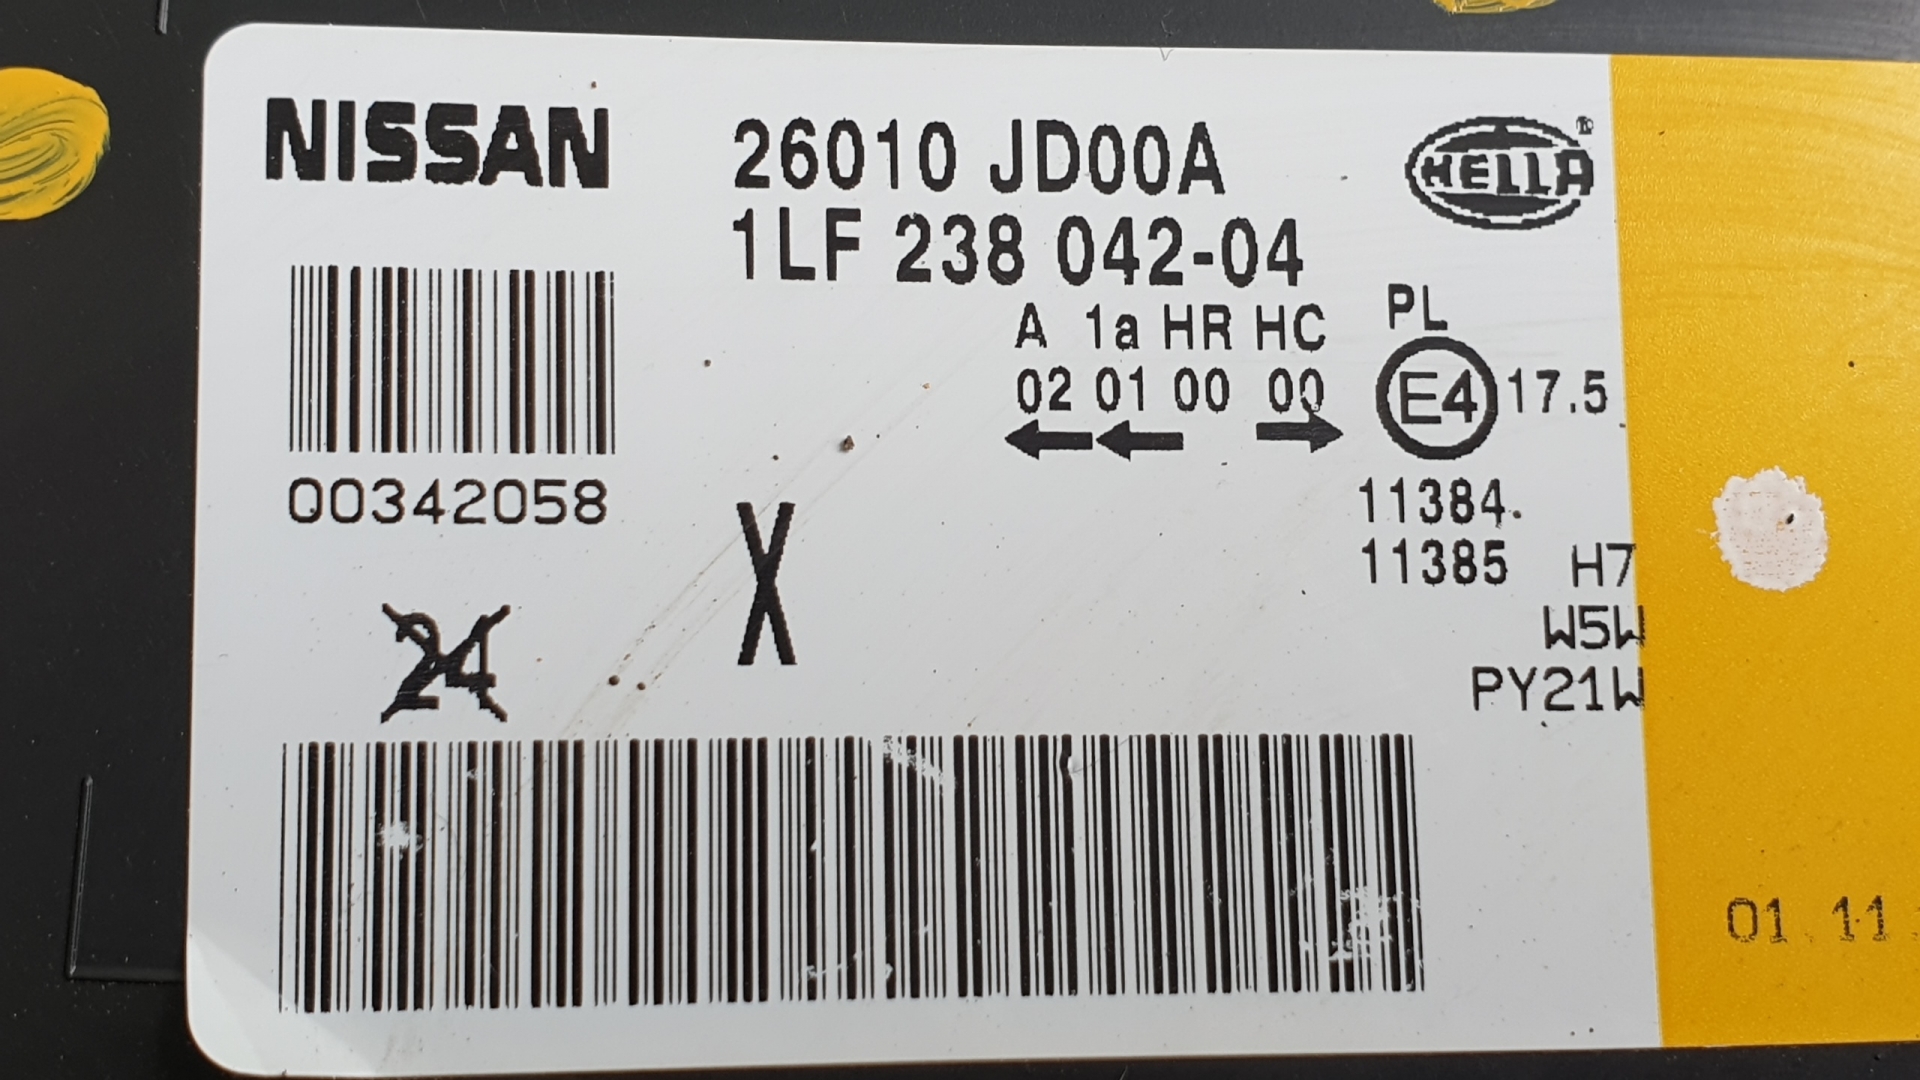 NISSAN
26010 JD00A
HELLA®
1LF 238 042-04
PL
A 1a HR HC
02 01 00 00
E4 17.5
00342058
11384.
11385 H7
X
W5W
24
PY21W
01 11